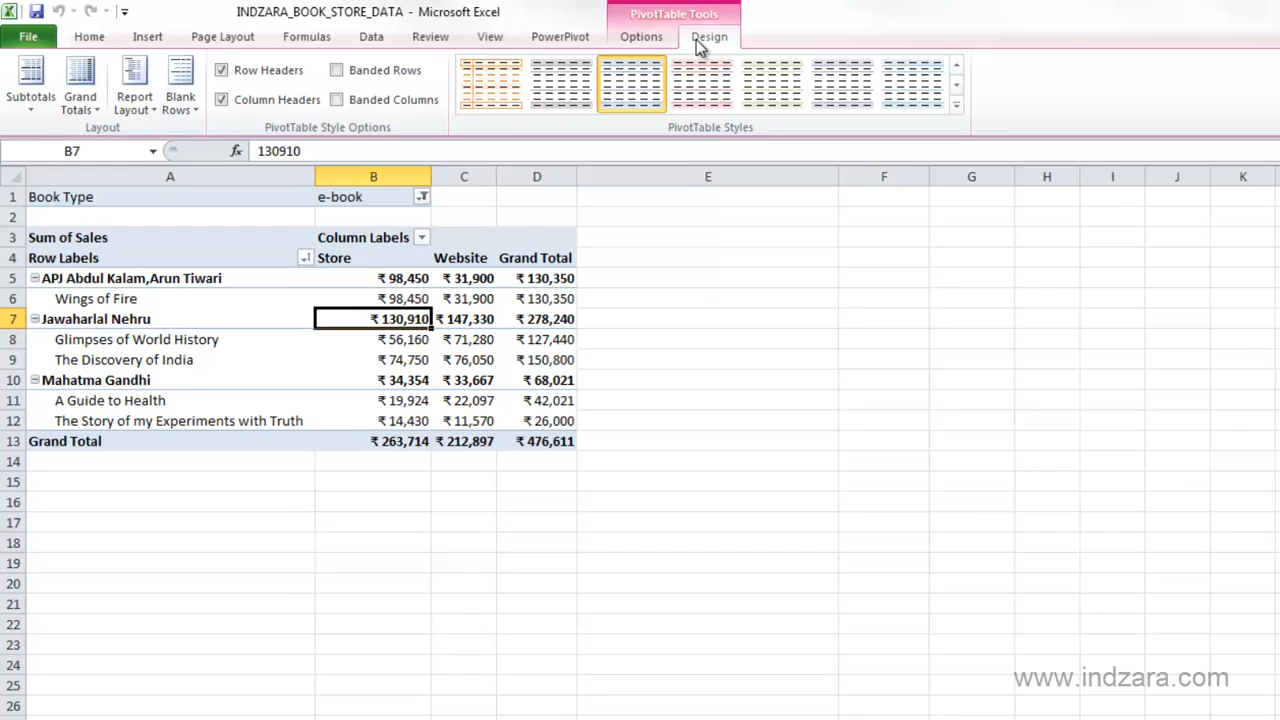 INDZARA_BOOK_STORE_DATA - Microsoft Excel
PivotTable Tools
File Home Insert Page Layout Formulas Data Review View PowerPivot Options Design
Subtotals Grand Totals Report Layout Blank Rows
Row Headers Banded Rows
Column Headers Banded Columns
Layout PivotTable Style Options PivotTable Styles
B7 fx 130910
A B C D E F G H I J K
1 Book Type e-book
2
3 Sum of Sales Column Labels
4 Row Labels Store Website Grand Total
5 APJ Abdul Kalam,Arun Tiwari ₹ 98,450 ₹ 31,900 ₹ 130,350
6 Wings of Fire ₹ 98,450 ₹ 31,900 ₹ 130,350
7 Jawaharlal Nehru ₹ 130,910 ₹ 147,330 ₹ 278,240
8 Glimpses of World History ₹ 56,160 ₹ 71,280 ₹ 127,440
9 The Discovery of India ₹ 74,750 ₹ 76,050 ₹ 150,800
10 Mahatma Gandhi ₹ 34,354 ₹ 33,667 ₹ 68,021
11 A Guide to Health ₹ 19,924 ₹ 22,097 ₹ 42,021
12 The Story of my Experiments with Truth ₹ 14,430 ₹ 11,570 ₹ 26,000
13 Grand Total ₹ 263,714 ₹ 212,897 ₹ 476,611
14
15
16
17
18
19
20
21
22
23
24
25
26
www.indzara.com